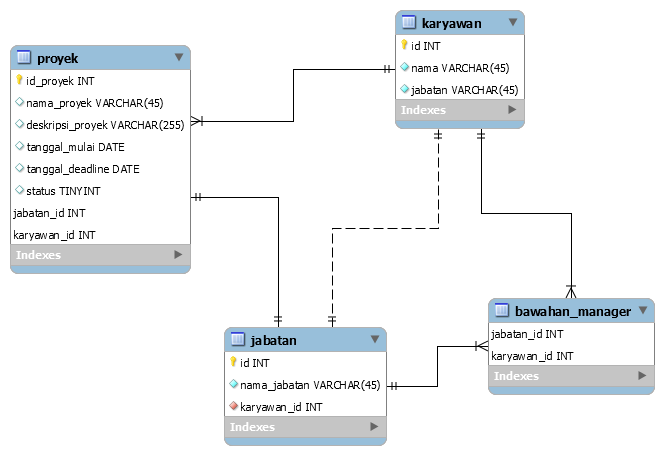 karyawan
id INT
nama VARCHAR(45)
jabatan VARCHAR(45)
Indexes
proyek
id_proyek INT
nama_proyek VARCHAR(45)
deskripsi_proyek VARCHAR(255)
tanggal_mulai DATE
tanggal_deadline DATE
status TINYINT
jabatan_id INT
karyawan_id INT
Indexes
bawahan_manager
jabatan_id INT
karyawan_id INT
Indexes
jabatan
id INT
nama_jabatan VARCHAR(45)
karyawan_id INT
Indexes